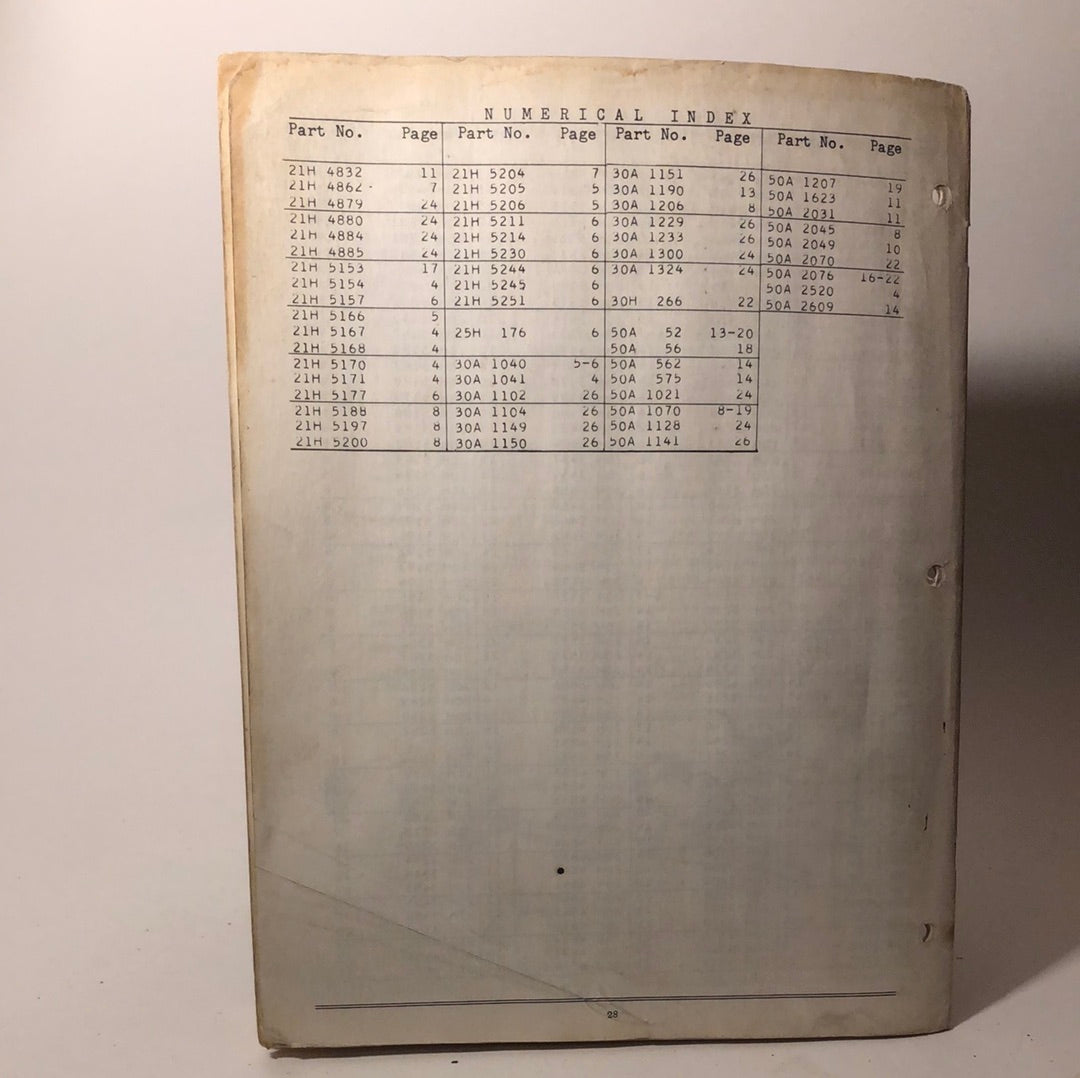 NUMERICAL INDEX
Part No. Page Part No. Page Part No. Page Part No. Page
21H 4832 11 21H 5204 7 30A 1151 26 50A 1207 19
21H 4862 7 21H 5205 5 30A 1190 13 50A 1623 11
21H 4879 24 21H 5206 5 30A 1206 8 50A 2031 11
21H 4880 24 21H 5211 6 30A 1229 26 50A 2045 8
21H 4884 24 21H 5214 6 30A 1233 26 50A 2049 10
21H 4885 24 21H 5230 6 30A 1300 24 50A 2070 22
21H 5153 17 21H 5244 6 30A 1324 24 50A 2076 16-22
21H 5154 4 21H 5245 6 50A 2520 4
21H 5157 6 21H 5251 6 30H 266 22 50A 2609 14
21H 5166 5
21H 5167 4 25H 176 6 50A 52 13-20
21H 5168 4 50A 56 18
21H 5170 4 30A 1040 5-6 50A 562 14
21H 5171 4 30A 1041 4 50A 575 14
21H 5177 6 30A 1102 26 50A 1021 24
21H 5188 8 30A 1104 26 50A 1070 8-19
21H 5197 8 30A 1149 26 50A 1128 24
21H 5200 8 30A 1150 26 50A 1141 26
28